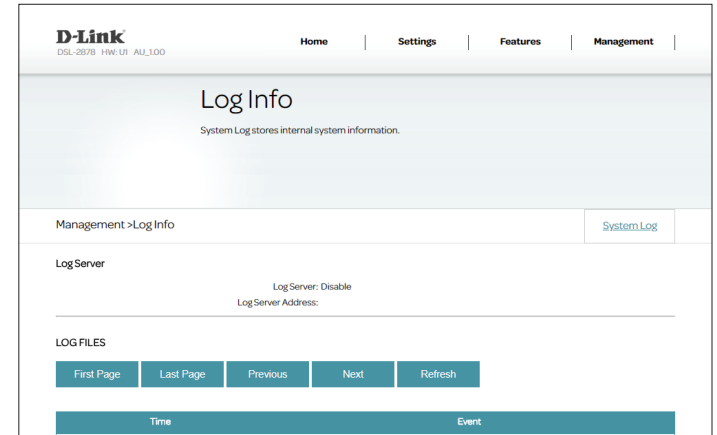 D-Link
DSL-2878 HW: U1 AU_1.00
Home Settings Features Management
Log Info
System Log stores internal system information.
Management >Log Info
System Log
Log Server
Log Server: Disable
Log Server Address:
LOG FILES
First Page Last Page Previous Next Refresh
Time Event